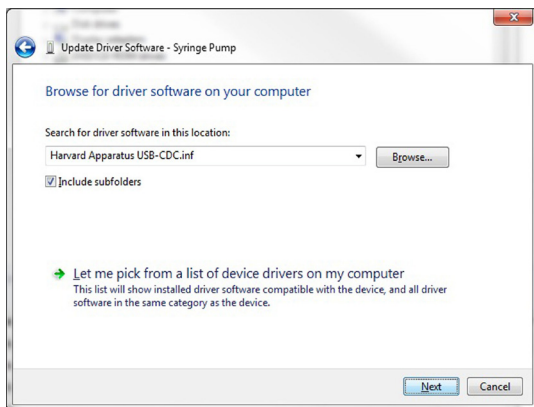 Update Driver Software - Syringe Pump
Browse for driver software on your computer
Search for driver software in this location:
Harvard Apparatus USB-CDC.inf
Browse...
Include subfolders
Let me pick from a list of device drivers on my computer
This list will show installed driver software compatible with the device, and all driver
software in the same category as the device.
Next
Cancel